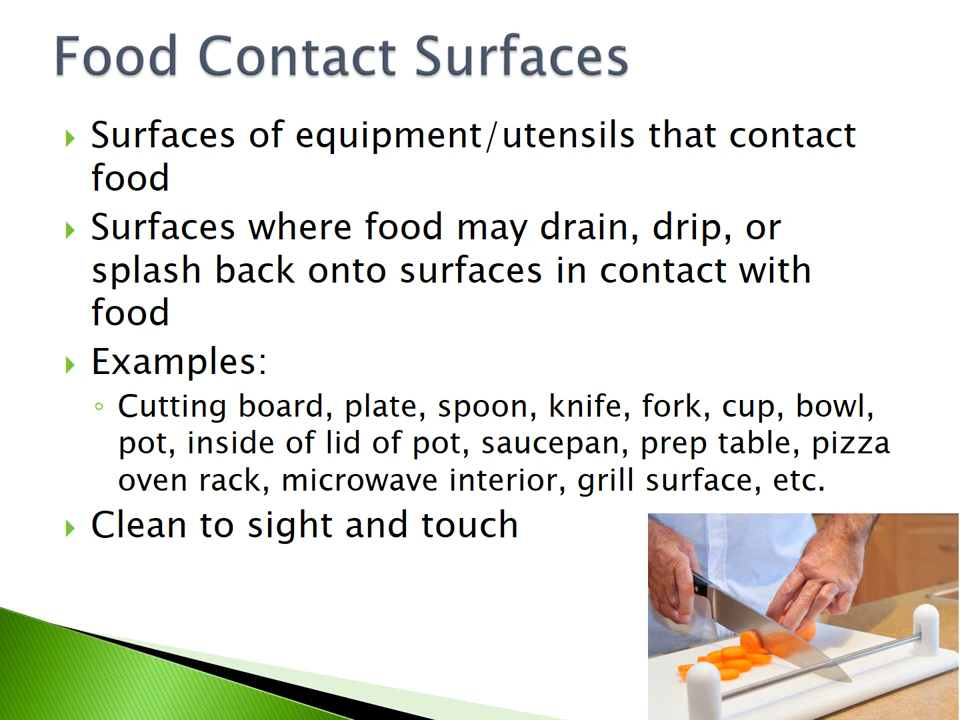 Food Contact Surfaces
Surfaces of equipment/utensils that contact
food
Surfaces where food may drain, drip, or
splash back onto surfaces in contact with
food
Examples:
Cutting board, plate, spoon, knife, fork, cup, bowl,
pot, inside of lid of pot, saucepan, prep table, pizza
oven rack, microwave interior, grill surface, etc.
Clean to sight and touch